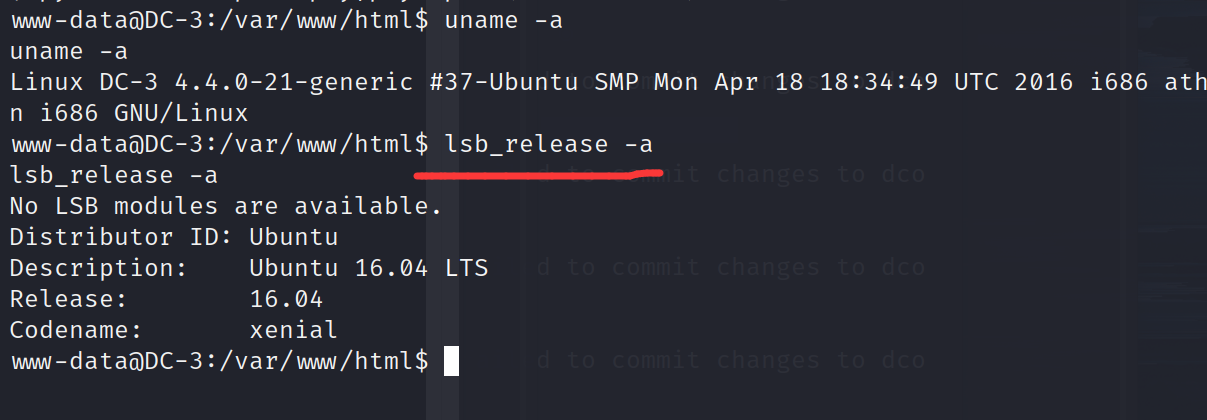 www-data@DC-3:/var/www/html$ uname -a
uname -a
Linux DC-3 4.4.0-21-generic #37-Ubuntu SMP Mon Apr 18 18:34:49 UTC 2016 i686 ath
n i686 GNU/Linux
www-data@DC-3:/var/www/html$ lsb_release -a
lsb_release -a
d to commit changes to dco
No LSB modules are available.
Distributor ID: Ubuntu
Description:    Ubuntu 16.04 LTS
d to commit changes to dco
Release:        16.04
Codename:       xenial
www-data@DC-3:/var/www/html$
d to commit changes to dco